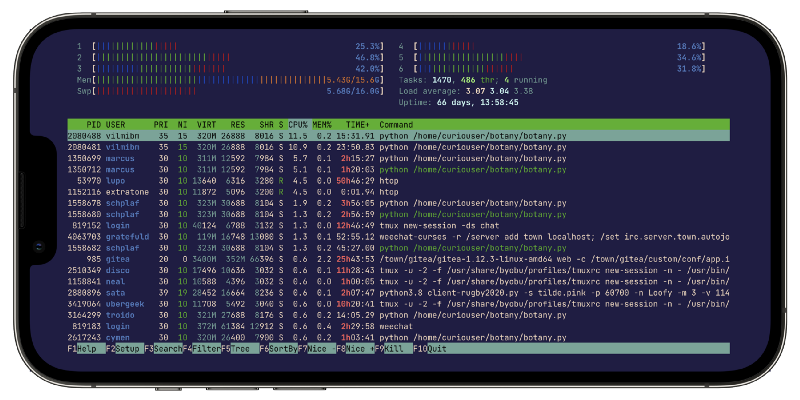 1 [ 25.3%] 4 [ 18.6%]
2 [ 46.8%] 5 [ 34.6%]
3 [ 42.0%] 6 [ 31.8%]
Mem[ 5.43G/15.6G] Tasks: 1470, 486 thr; 4 running
Swp[ 5.68G/16.0G] Load average: 3.07 3.04 3.38
Uptime: 66 days, 13:58:45
PID USER PRI NI VIRT RES SHR S CPU% MEM% TIME+ Command
2080488 vilnibn 35 15 320M 26888 8016 S 11.5 0.2 15:31.91 python /home/curiouser/botany/botany.py
2080481 vilnibn 35 15 320M 26888 8016 S 10.9 0.2 23:50.83 python /home/curiouser/botany/botany.py
1350699 marcus 30 10 311M 12592 7984 S 5.7 0.1 2h15:27 python /home/curiouser/botany/botany.py
1350712 marcus 30 10 311M 12592 7984 S 5.1 0.1 1h20:03 python /home/curiouser/botany/botany.py
53970 lupo 30 10 13640 6316 3280 R 4.5 0.0 50h46:29 htop
1152116 extratone 30 10 11872 5096 3200 R 4.5 0.0 0:01.94 htop
1558678 schplaf 30 10 323M 30688 8104 S 1.9 0.2 3h56:05 python /home/curiouser/botany/botany.py
1558680 schplaf 30 10 323M 30688 8104 S 1.3 0.2 2h56:59 python /home/curiouser/botany/botany.py
819152 login 30 10 40124 6788 3132 S 1.3 0.0 12h46:49 tmux new-session -ds chat
4063703 gratefuld 30 10 119M 16748 13080 S 1.3 0.1 52:55.12 weechat-curses -r /server add town localhost; /set irc.server.town.autojo
1558682 schplaf 30 10 323M 30688 8104 S 1.3 0.2 45:27.00 python /home/curiouser/botany/botany.py
985 gitea 20 0 3400M 352M 66396 S 0.6 2.2 25h43:53 /town/gitea/gitea-1.12.3-linux-amd64 web -c /town/gitea/custom/conf/app.i
2510349 disco 30 10 17496 10636 3032 S 0.6 0.1 11h28:43 tmux -u -2 -f /usr/share/byobu/profiles/tmuxrc new-session -n - /usr/bin/
1158841 neal 30 10 10588 4396 3032 S 0.6 0.0 1h00:05 tmux -u -2 -f /usr/share/byobu/profiles/tmuxrc new-session -n - /usr/bin/
2880896 sata 39 19 28452 16664 8236 S 0.6 0.1 2h07:47 python3.8 client-rugby2020.py -s tilde.pink -p 60700 -n Loofy -m 3 -v 114
3419066 ubergeek 30 10 11708 5492 3040 S 0.6 0.0 10h20:41 tmux -u -2 -f /usr/share/byobu/profiles/tmuxrc new-session -n - /usr/bin/
3164299 troido 30 10 321M 27708 8176 S 0.6 0.2 14:05.29 python /home/curiouser/botany/botany.py
819183 login 30 10 372M 61384 12912 S 0.6 0.4 2h29:58 weechat
2617243 cymen 30 10 320M 26400 7900 S 0.6 0.2 1h03:41 python /home/curiouser/botany/botany.py
F1Help F2Setup F3SearchF4FilterF5Tree F6SortByF7Nice -F8Nice +F9Kill F10Quit